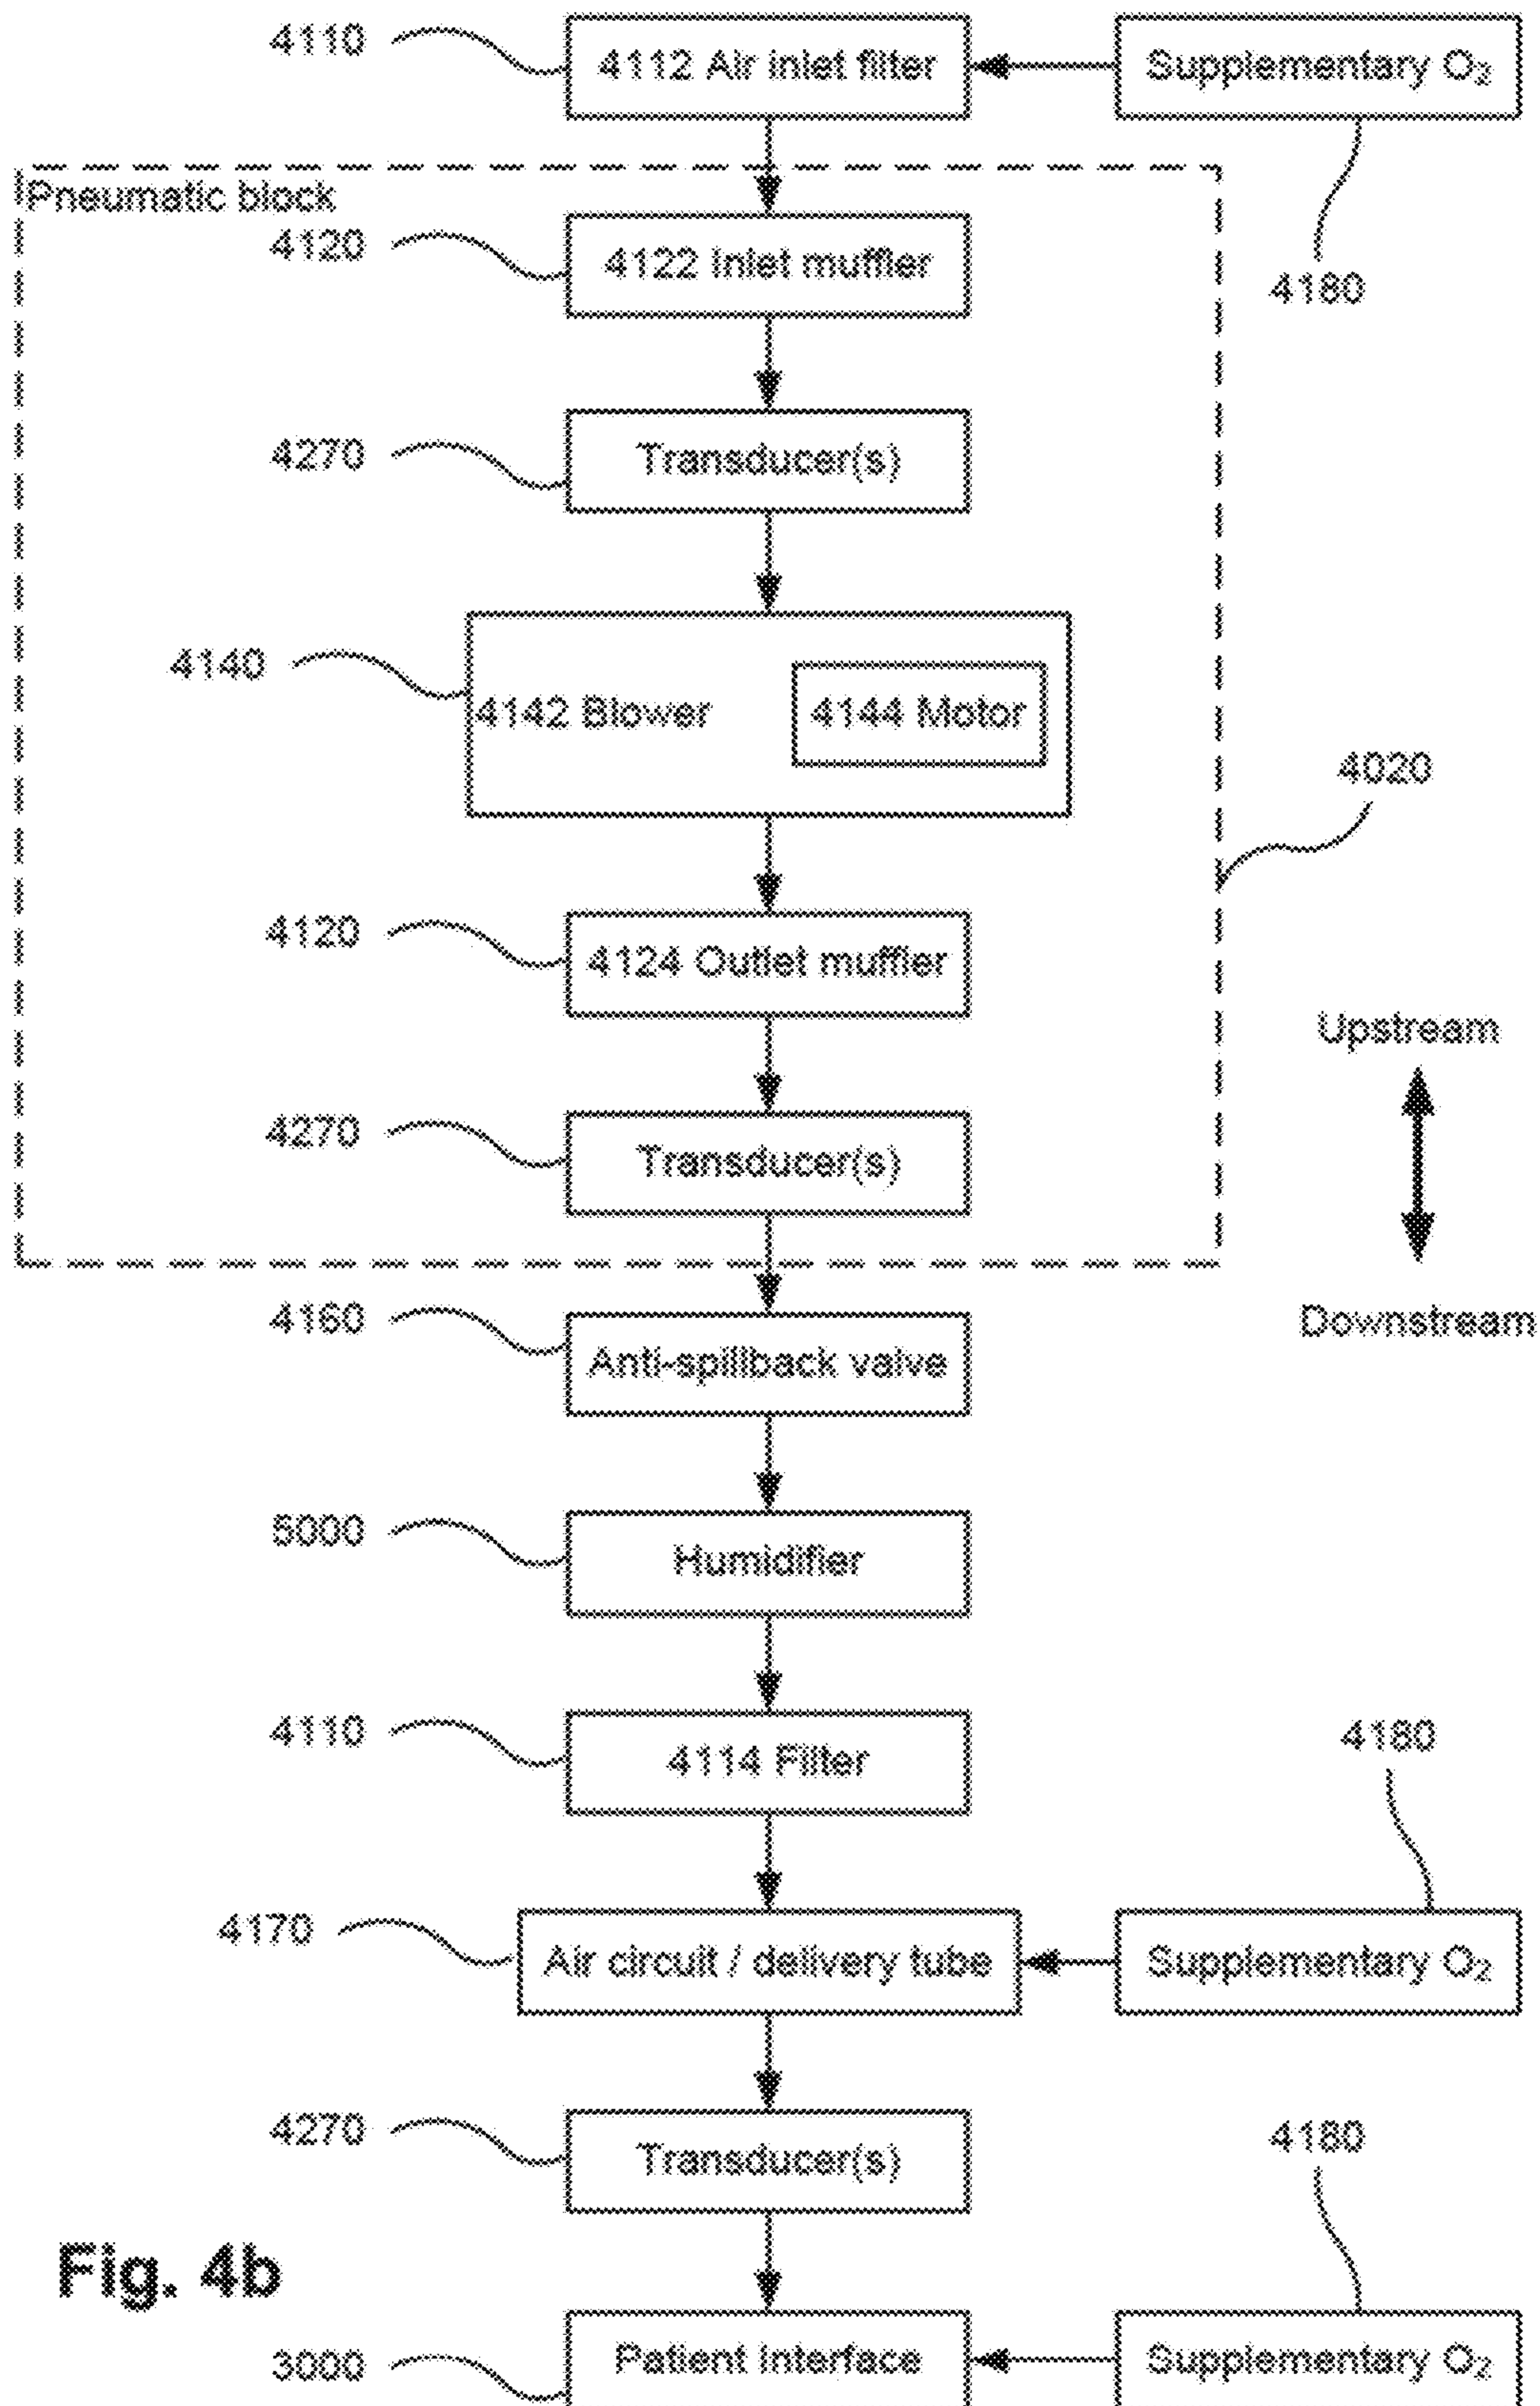 4110
4112 Air inlet filter
Supplementary O₂
Pneumatic block
4120
4122 Inlet muffler
4180
4270
Transducer(s)
4140
4142 Blower
4144 Motor
4020
4120
4124 Outlet muffler
Upstream
4270
Transducer(s)
4160
Anti-spillback valve
Downstream
5000
Humidifier
4110
4114 Filter
4180
4170
Air circuit / delivery tube
Supplementary O₂
4270
Transducer(s)
4180
Fig. 4b
3000
Patient Interface
Supplementary O₂